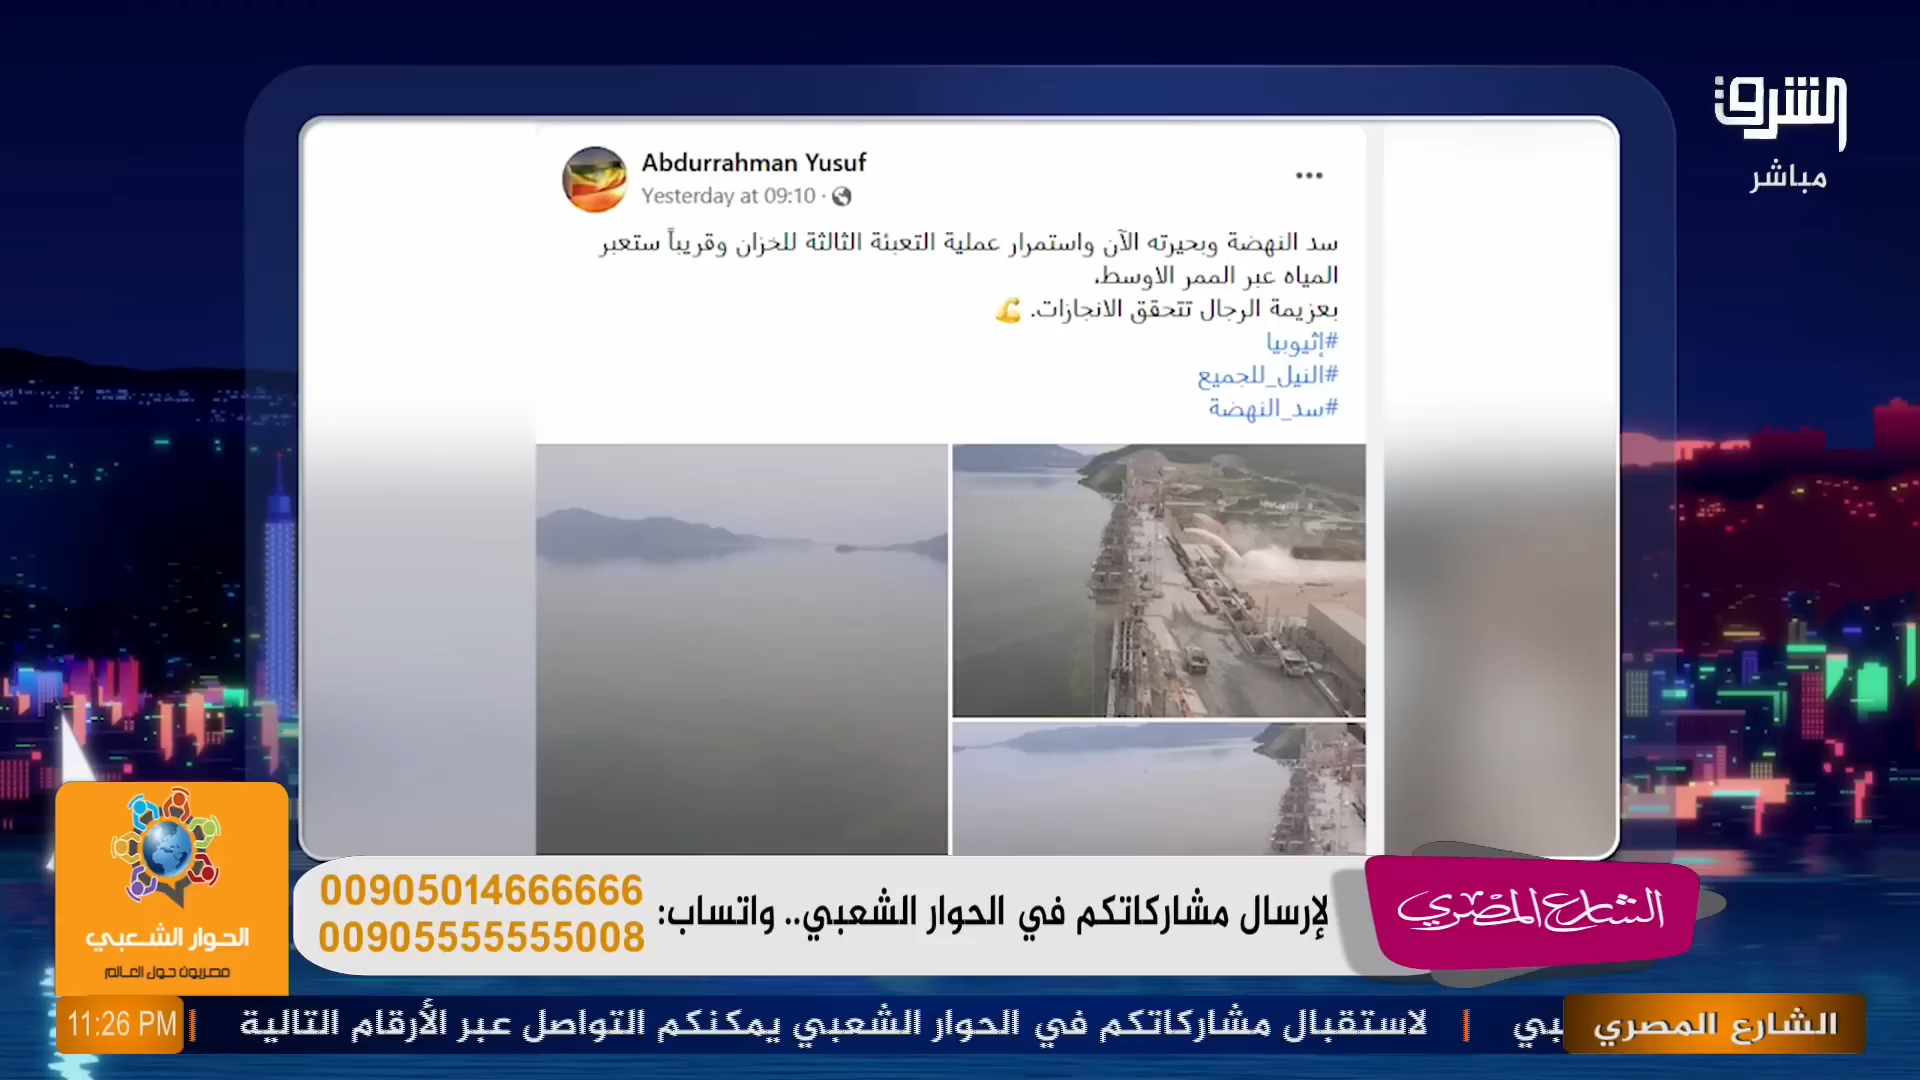 الشرق
مباشر
Abdurrahman Yusuf
Yesterday at 09:10 ·
سد النهضة وبحيرته الآن واستمرار عملية التعبئة الثالثة للخزان وقريباً ستعبر
المياه عبر الممر الاوسط،
بعزيمة الرجال تتحقق الانجازات. 💪
#إثيوبيا
#النيل_للجميع
#سد_النهضة
الشارع المصري
لإرسال مشاركاتكم في الحوار الشعبي.. واتساب:
00905014666666
00905555555008
الحوار الشعبي
مصريون حول العالم
الشارع المصري
بي | لاستقبال مشاركاتكم في الحوار الشعبي يمكنكم التواصل عبر الأرقام التالية |
11:26 PM